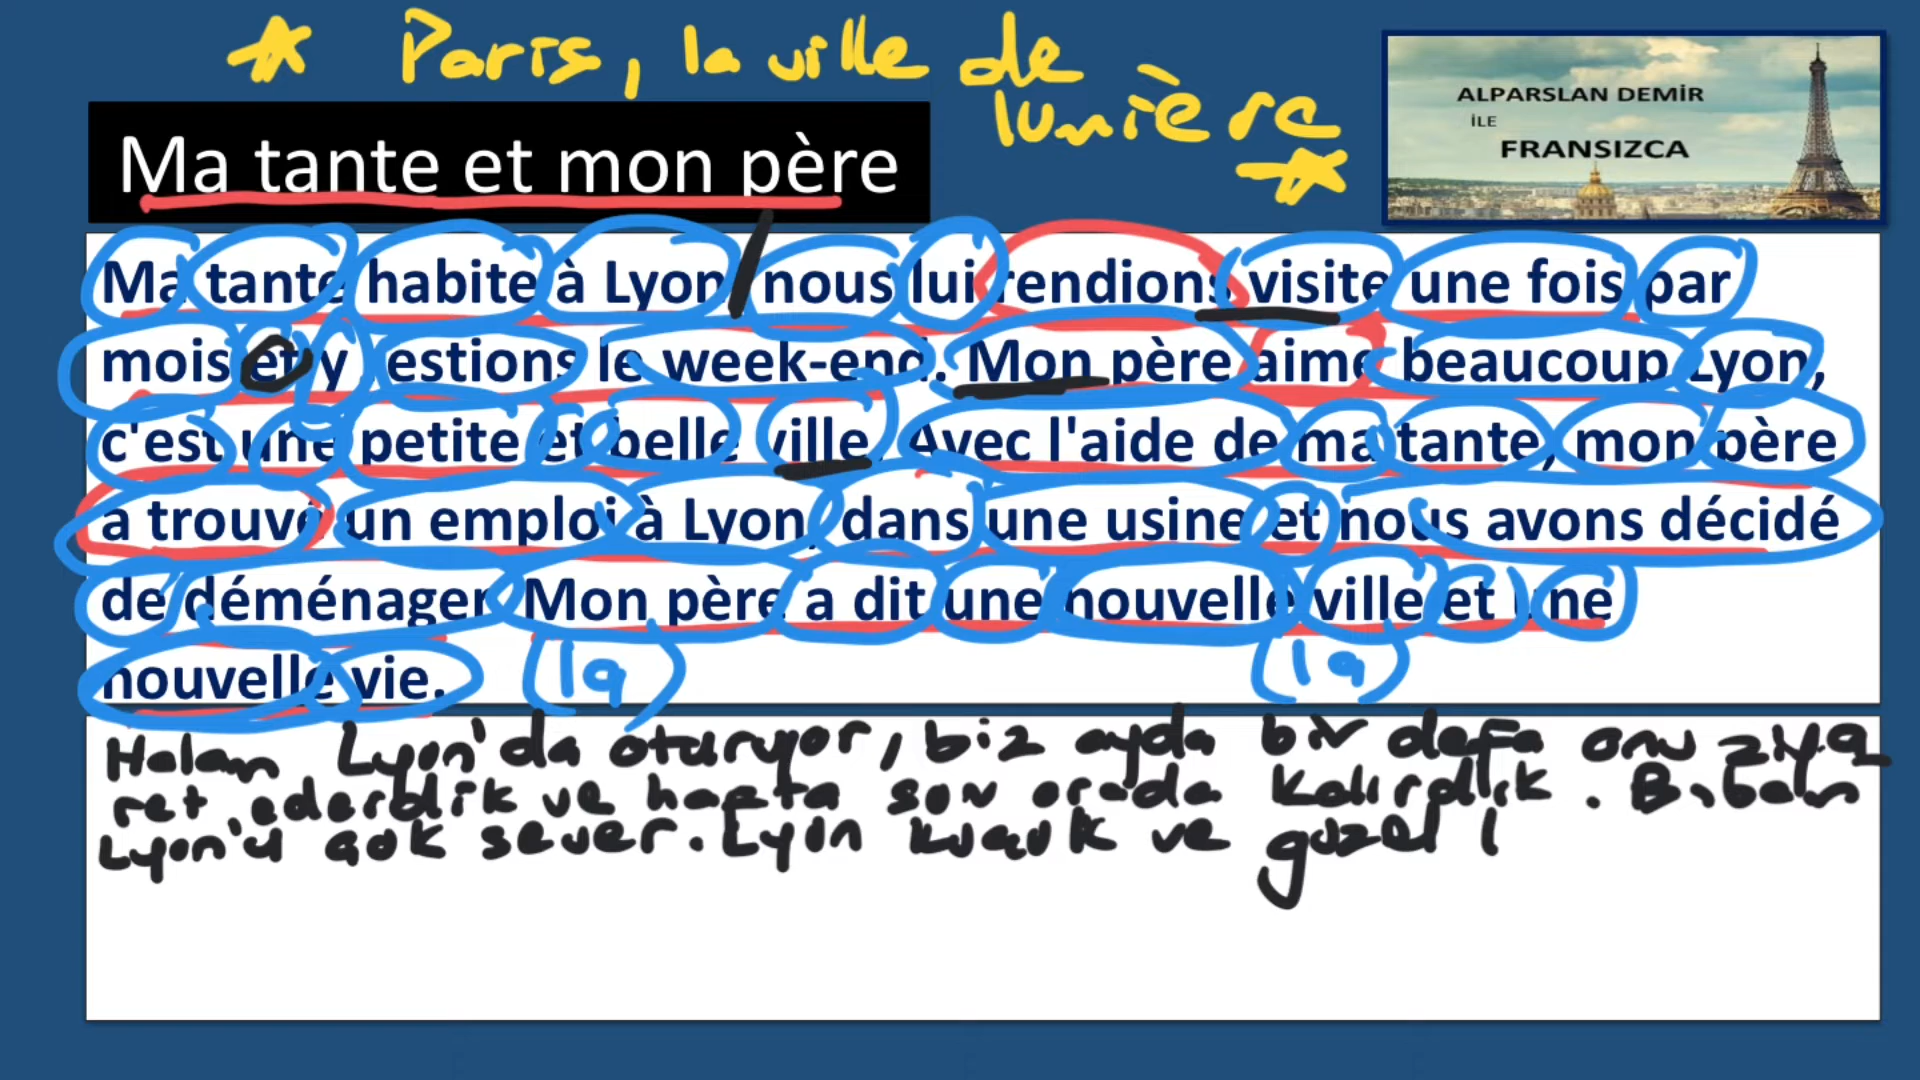 Paris, la ville de
lumière
ALPARSLAN DEMİR
İLE
FRANSIZCA
Ma tante et mon père
Ma tante habite à Lyon, nous lui rendions visite une fois par
mois et y restions le week-end. Mon père aime beaucoup Lyon,
c'est une petite et belle ville. Avec l'aide de ma tante, mon père
a trouvé un emploi à Lyon, dans une usine et nous avons décidé
de déménager. Mon père a dit une nouvelle ville et une
nouvelle vie.
(la)
(la)
Halam Lyon'da oturuyor, biz ayda bir defa onu ziya
ret ederdik ve hafta sonu orada kalırdık. Babam
Lyon'u çok sever. Lyon küçük ve güzel